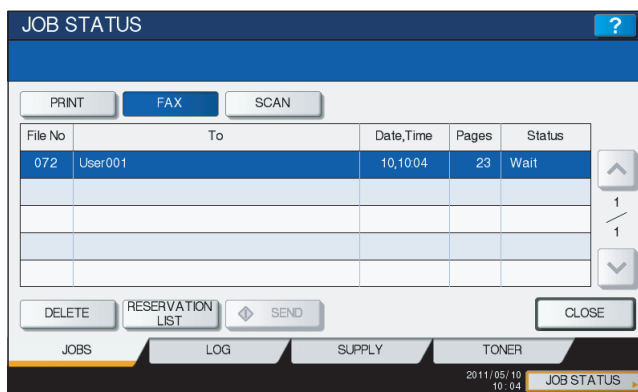 JOB STATUS ?
PRINT FAX SCAN
File No To Date,Time Pages Status
072 User001 10,10:04 23 Wait
1
1
DELETE RESERVATION LIST SEND CLOSE
JOBS LOG SUPPLY TONER
2011/05/10
10:04 JOB STATUS